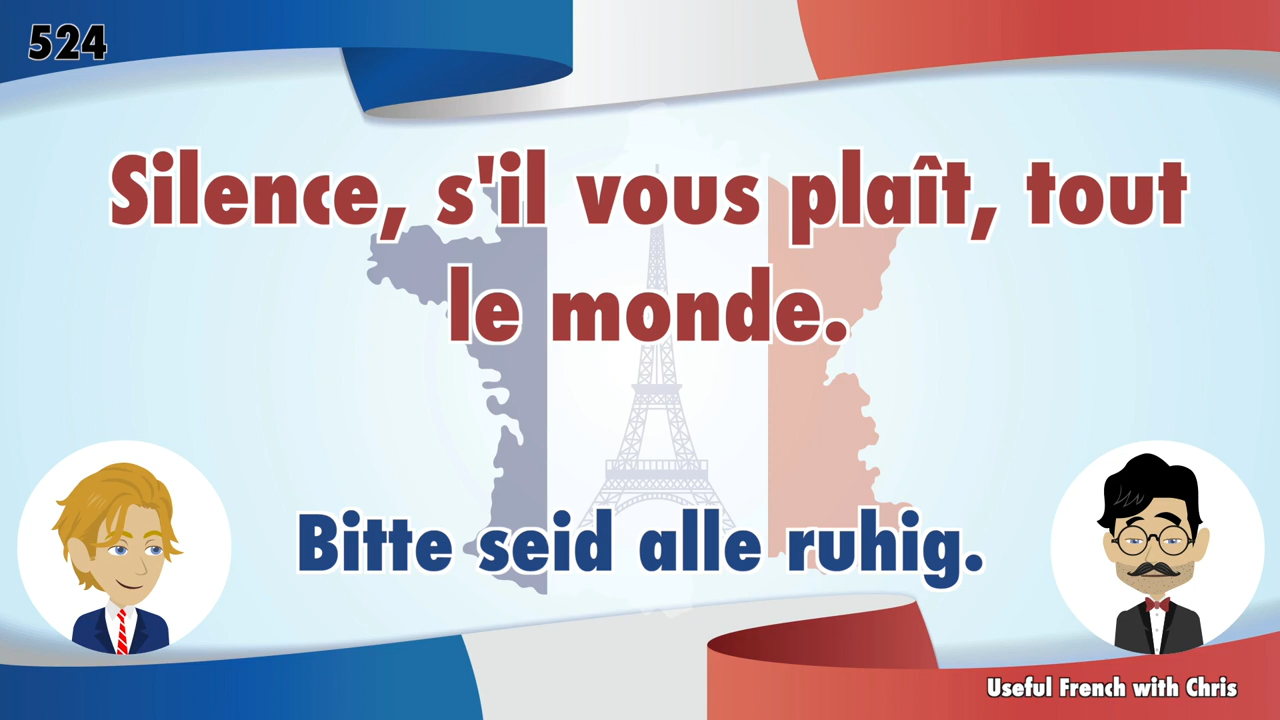 524
Silence, s'il vous plaît, tout
le monde.
Bitte seid alle ruhig.
Useful French with Chris